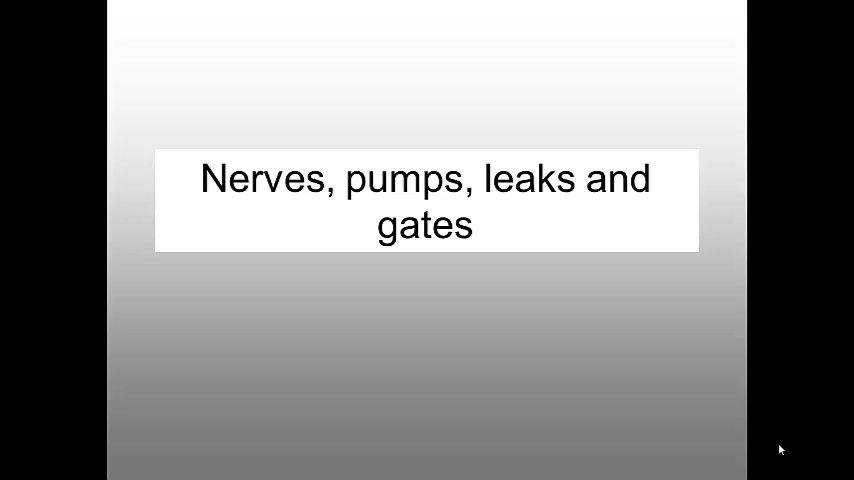 Nerves, pumps, leaks and
gates